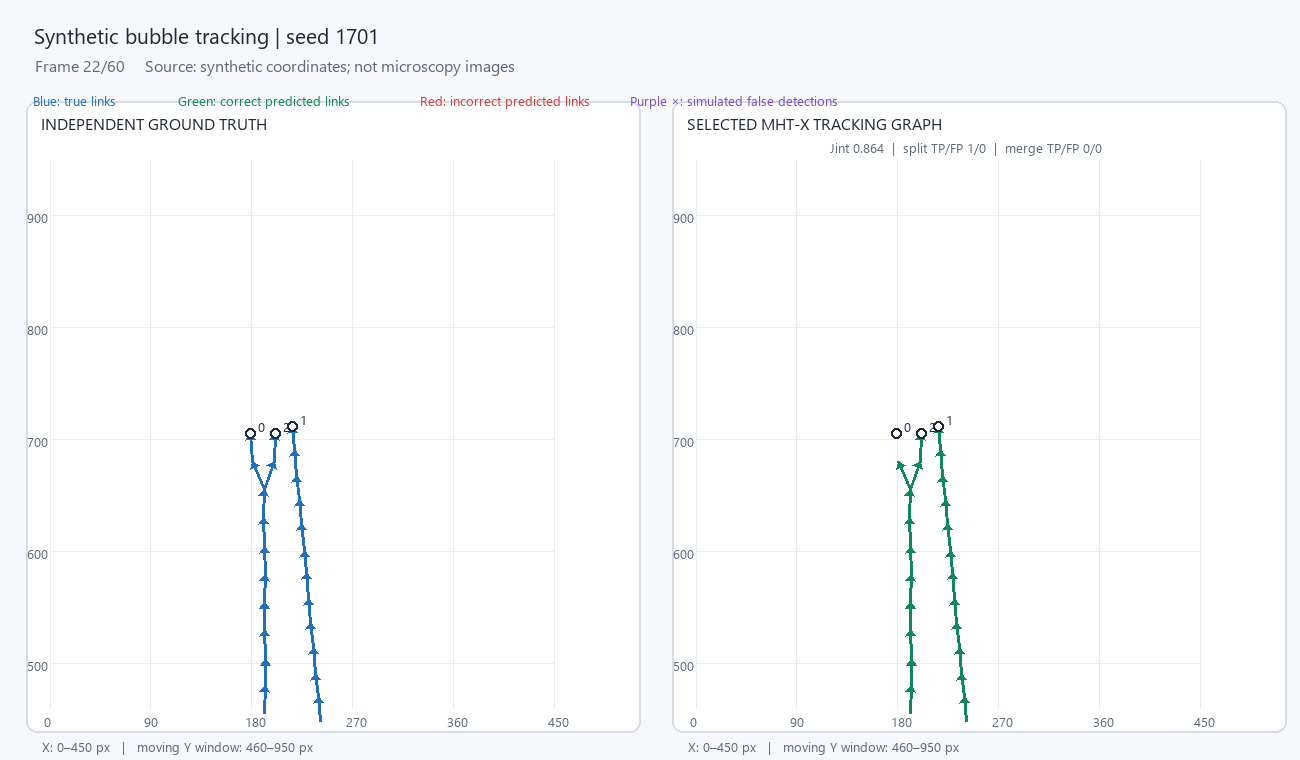 Synthetic bubble tracking | seed 1701
Frame 22/60 Source: synthetic coordinates; not microscopy images
Blue: true links Green: correct predicted links Red: incorrect predicted links Purple ×: simulated false detections
INDEPENDENT GROUND TRUTH
900
800
700
600
500
0 2 1
0 90 180 270 360 450
X: 0–450 px | moving Y window: 460–950 px
SELECTED MHT-X TRACKING GRAPH
Jint 0.864 | split TP/FP 1/0 | merge TP/FP 0/0
900
800
700
600
500
0 2 1
0 90 180 270 360 450
X: 0–450 px | moving Y window: 460–950 px